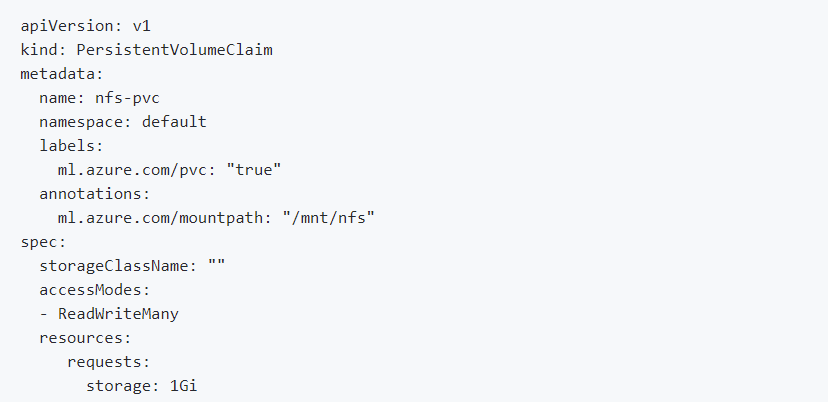 apiVersion: v1
kind: PersistentVolumeClaim
metadata:
  name: nfs-pvc
  namespace: default
  labels:
    ml.azure.com/pvc: "true"
  annotations:
    ml.azure.com/mountpath: "/mnt/nfs"
spec:
  storageClassName: ""
  accessModes:
  - ReadWriteMany
  resources:
     requests:
       storage: 1Gi